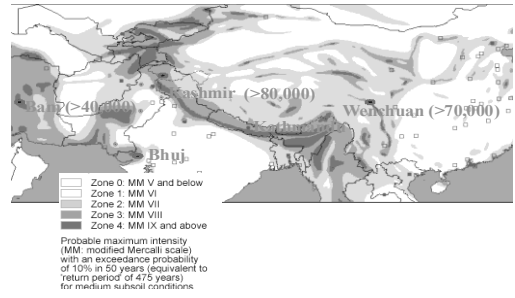 Kashmir (>80,000)
Bam (>40,000)
Wenchuan (>70,000)
Kathmandu
Bhuj
Zone 0: MM V and below
Zone 1: MM VI
Zone 2: MM VII
Zone 3: MM VIII
Zone 4: MM IX and above
Probable maximum intensity
(MM: modified Mercalli scale)
with an exceedance probability
of 10% in 50 years (equivalent to
'return period' of 475 years)
for medium subsoil conditions